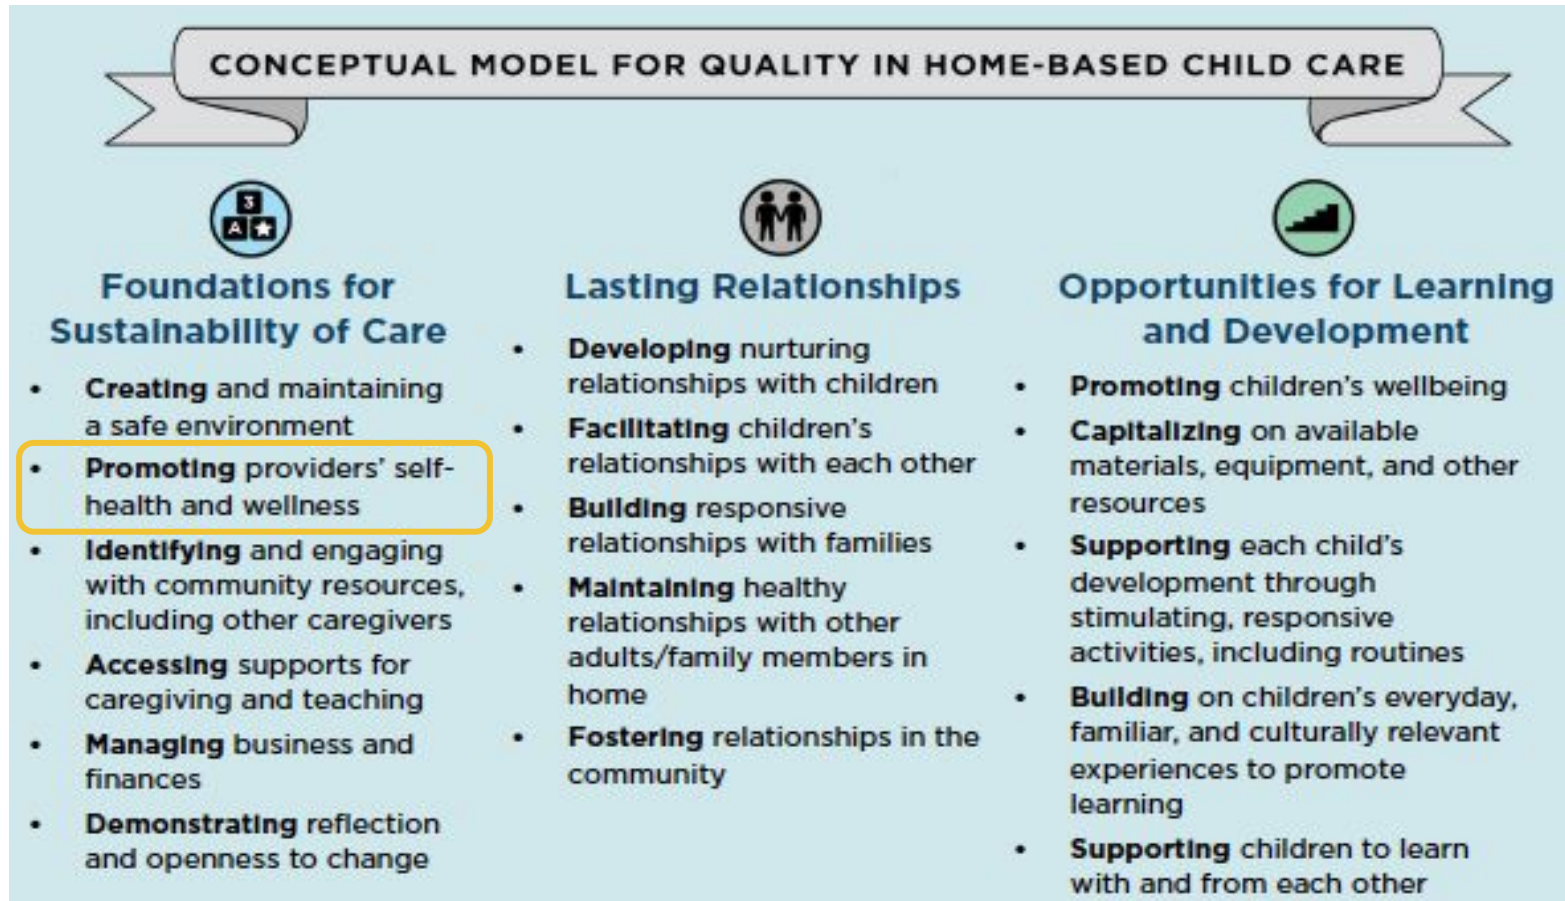 CONCEPTUAL MODEL FOR QUALITY IN HOME-BASED CHILD CARE
3
A
Foundations for
Sustainability of Care
• Creating and maintaining
a safe environment
• Promoting providers' self-
health and wellness
• Identifying and engaging
with community resources,
including other caregivers
• Accessing supports for
caregiving and teaching
• Managing business and
finances
• Demonstrating reflection
and openness to change
Lasting Relationships
• Developing nurturing
relationships with children
• Facilitating children's
relationships with each other
• Building responsive
relationships with families
• Maintaining healthy
relationships with other
adults/family members in
home
• Fostering relationships in the
community
Opportunities for Learning
and Development
• Promoting children's wellbeing
• Capitalizing on available
materials, equipment, and other
resources
• Supporting each child's
development through
stimulating, responsive
activities, including routines
• Building on children's everyday,
familiar, and culturally relevant
experiences to promote
learning
• Supporting children to learn
with and from each other